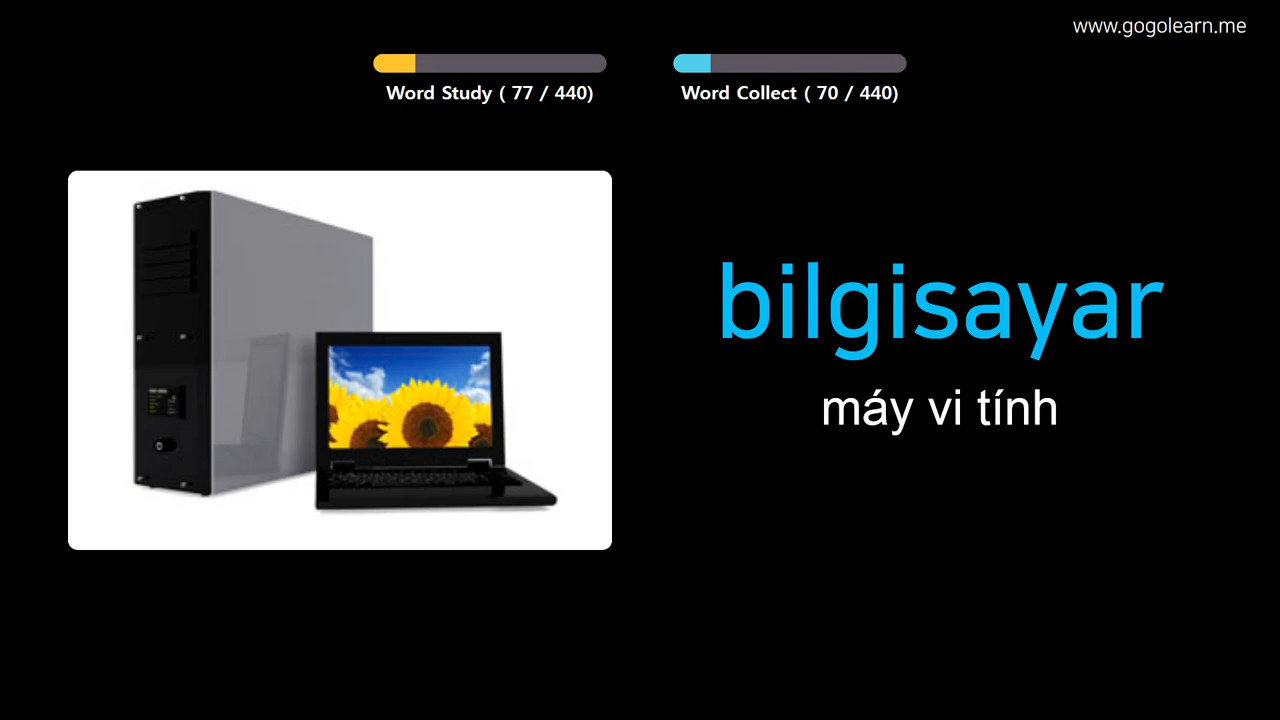 www.gogolearn.me
Word Study ( 77 / 440)
Word Collect ( 70 / 440)
bilgisayar
máy vi tính